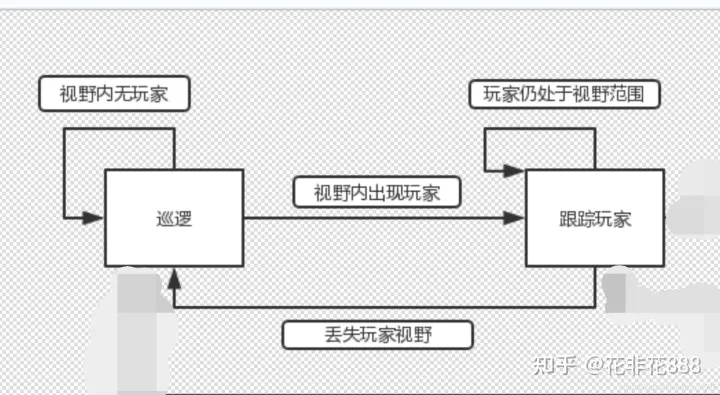 视野内无玩家
玩家仍处于视野范围
视野内出现玩家
巡逻
跟踪玩家
丢失玩家视野
知乎 @花非花888